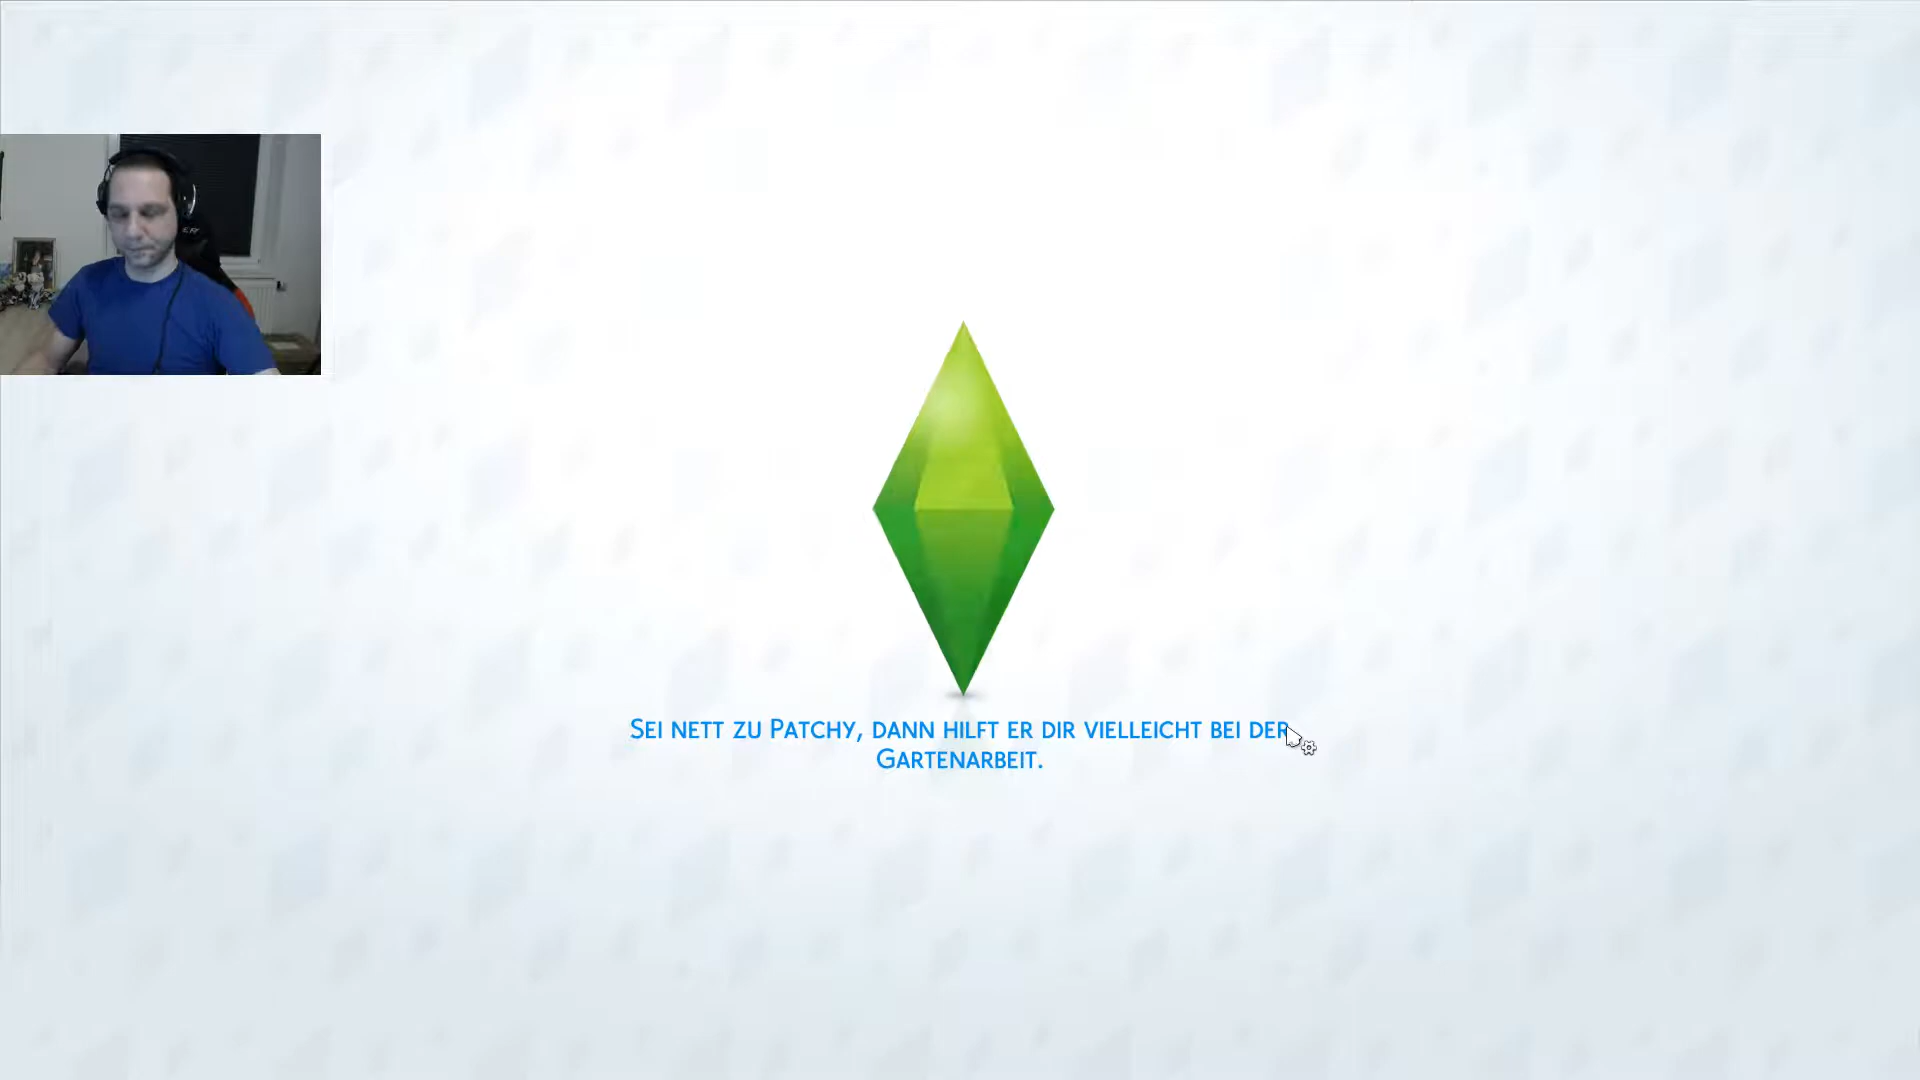 Sei nett zu Patchy, dann hilft er dir vielleicht bei der
Gartenarbeit.